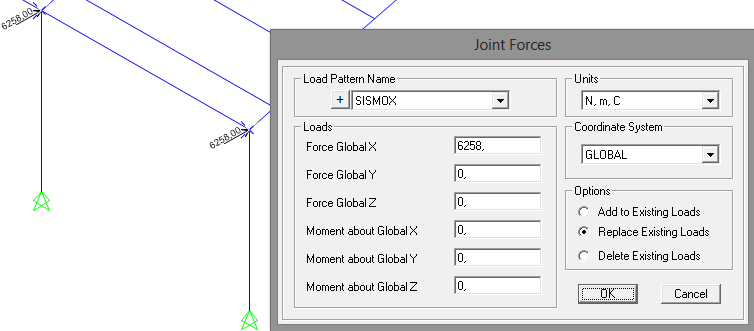 6258,00
6258,00
Joint Forces
Load Pattern Name
+ SISMOX
Units
N, m, C
Loads
Force Global X 6258,
Force Global Y 0,
Force Global Z 0,
Moment about Global X 0,
Moment about Global Y 0,
Moment about Global Z 0,
Coordinate System
GLOBAL
Options
Add to Existing Loads
Replace Existing Loads
Delete Existing Loads
OK Cancel